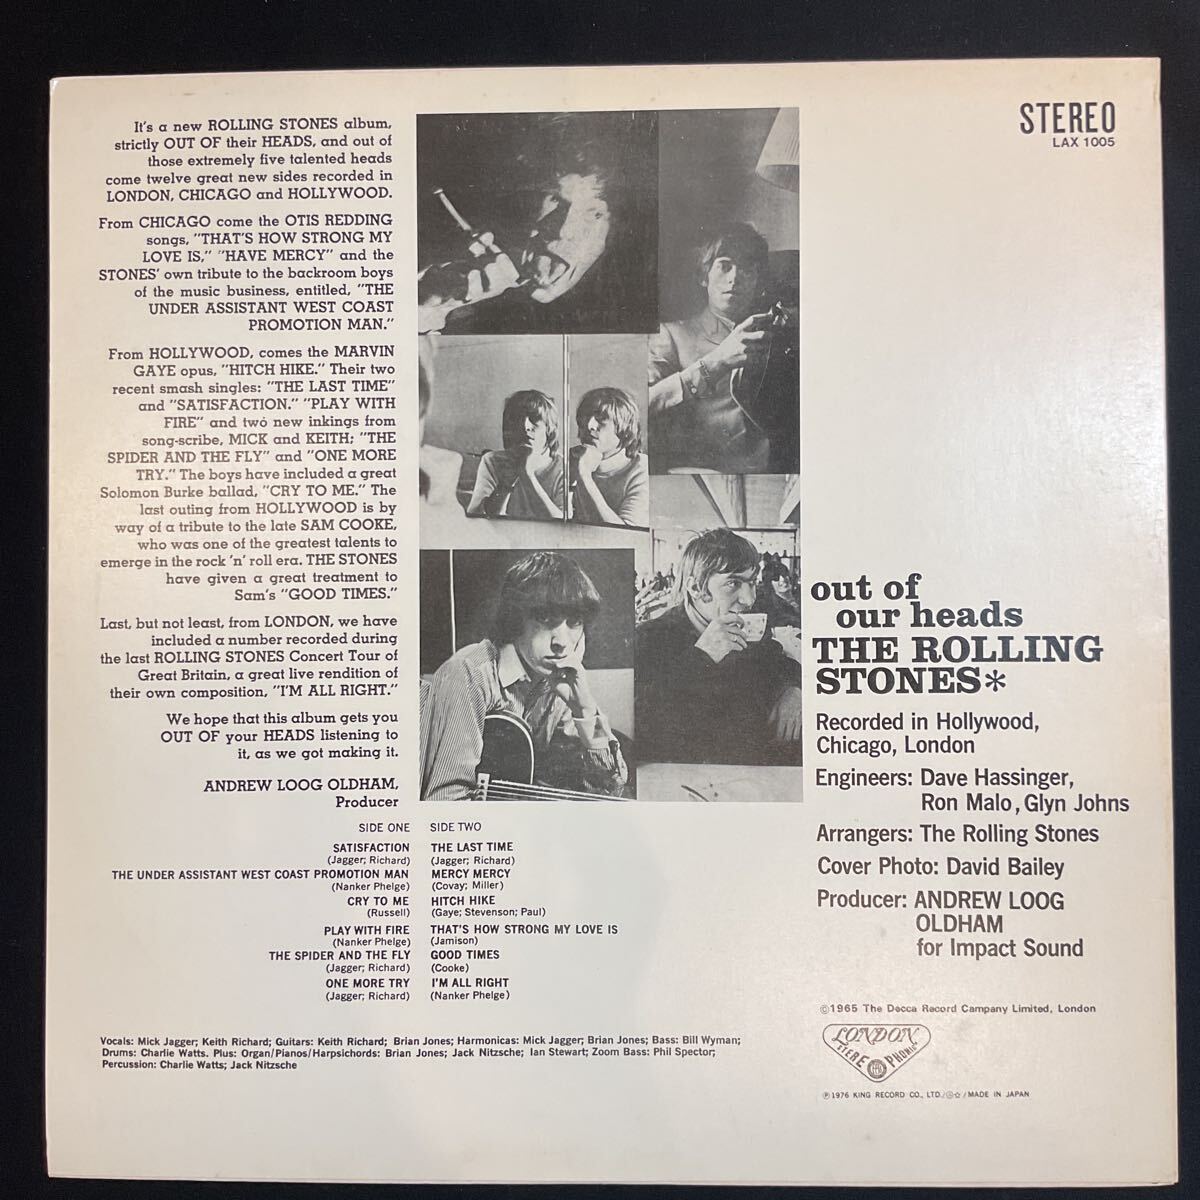 It's a new ROLLING STONES album,
strictly OUT OF their HEADS, and out of
those extremely five talented heads
come twelve great new sides recorded in
LONDON, CHICAGO and HOLLYWOOD.
From CHICAGO come the OTIS REDDING
songs, "THAT'S HOW STRONG MY
LOVE IS," "HAVE MERCY" and the
STONES' own tribute to the backroom boys
of the music business, entitled, "THE
UNDER ASSISTANT WEST COAST
PROMOTION MAN."
From HOLLYWOOD, comes the MARVIN
GAYE opus, "HITCH HIKE." Their two
recent smash singles: "THE LAST TIME"
and "SATISFACTION." "PLAY WITH
FIRE" and two new inkings from
song-scribe, MICK and KEITH; "THE
SPIDER AND THE FLY" and "ONE MORE
TRY." The boys have included a great
Solomon Burke ballad, "CRY TO ME." The
last outing from HOLLYWOOD is by
way of a tribute to the late SAM COOKE,
who was one of the greatest talents to
emerge in the rock 'n' roll era. THE STONES
have given a great treatment to
Sam's "GOOD TIMES."
Last, but not least, from LONDON, we have
included a number recorded during
the last ROLLING STONES Concert Tour of
Great Britain, a great live rendition of
their own composition, "I'M ALL RIGHT."
We hope that this album gets you
OUT OF your HEADS listening to
it, as we got making it.
ANDREW LOOG OLDHAM,
Producer
SIDE ONE
SATISFACTION
(Jagger; Richard)
THE UNDER ASSISTANT WEST COAST PROMOTION MAN
(Nanker Phelge)
CRY TO ME
(Russell)
PLAY WITH FIRE
(Nanker Phelge)
THE SPIDER AND THE FLY
(Jagger; Richard)
ONE MORE TRY
(Jagger; Richard)
SIDE TWO
THE LAST TIME
(Jagger; Richard)
MERCY MERCY
(Covay; Miller)
HITCH HIKE
(Gaye; Stevenson; Paul)
THAT'S HOW STRONG MY LOVE IS
(Jamison)
GOOD TIMES
(Cooke)
I'M ALL RIGHT
(Nanker Phelge)
Vocals: Mick Jagger; Keith Richard; Guitars: Keith Richard; Brian Jones; Harmonicas: Mick Jagger; Brian Jones; Bass: Bill Wyman;
Drums: Charlie Watts. Plus: Organ/Pianos/Harpsichords: Brian Jones; Jack Nitzsche; Ian Stewart; Zoom Bass: Phil Spector;
Percussion: Charlie Watts; Jack Nitzsche
STEREO
LAX 1005
out of
our heads
THE ROLLING
STONES*
Recorded in Hollywood,
Chicago, London
Engineers: Dave Hassinger,
Ron Malo, Glyn Johns
Arrangers: The Rolling Stones
Cover Photo: David Bailey
Producer: ANDREW LOOG
OLDHAM
for Impact Sound
©1965 The Decca Record Campany Limited, London
LONDON
STEREO PHONIC
℗1976 KING RECORD CO., LTD./Ⓢ☆/MADE IN JAPAN